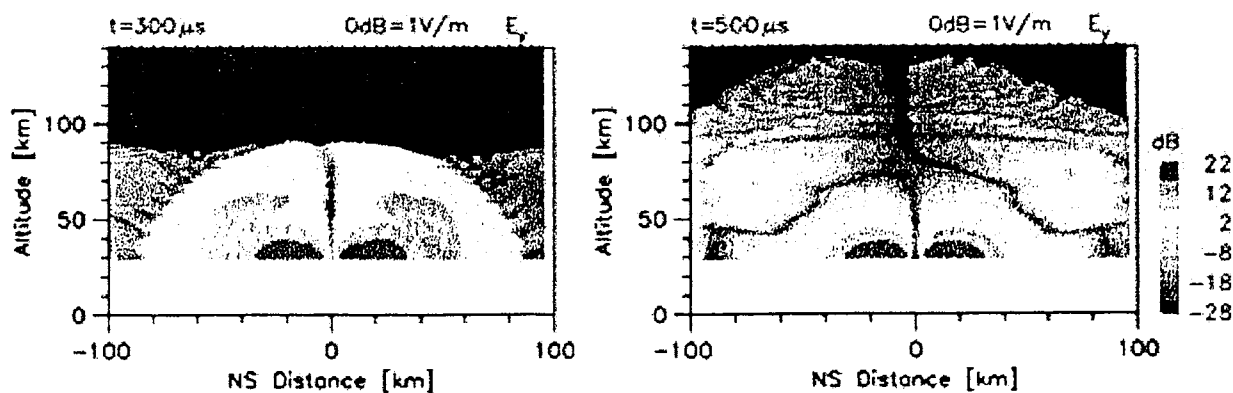 t=300μs 0dB=1V/m E_y
Altitude [km]
100
50
0
-100 0 100
NS Distance [km]
t=500μs 0dB=1V/m E_y
Altitude [km]
100
50
0
-100 0 100
NS Distance [km]
dB
22
12
2
-8
-18
-28